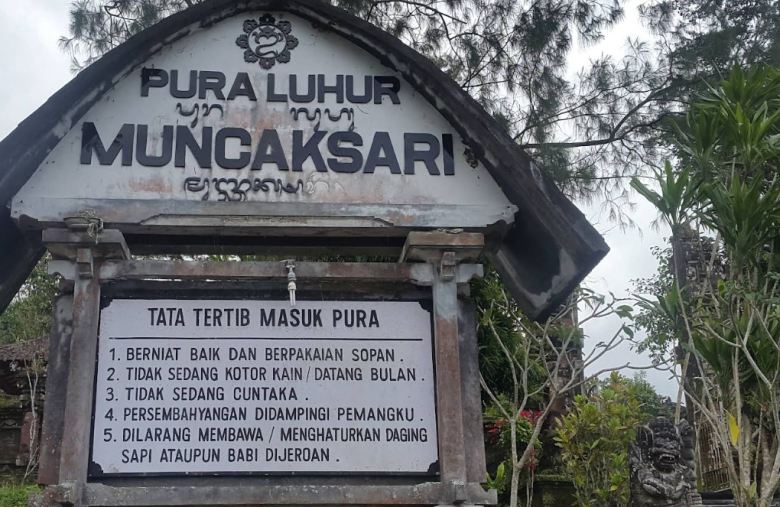 PURA LUHUR
MUNCAKSARI
TATA TERTIB MASUK PURA
1. BERNIAT BAIK DAN BERPAKAIAN SOPAN .
2. TIDAK SEDANG KOTOR KAIN / DATANG BULAN .
3. TIDAK SEDANG CUNTAKA .
4. PERSEMBAHYANGAN DIDAMPINGI PEMANGKU .
5. DILARANG MEMBAWA / MENGHATURKAN DAGING
SAPI ATAUPUN BABI DIJEROAN .